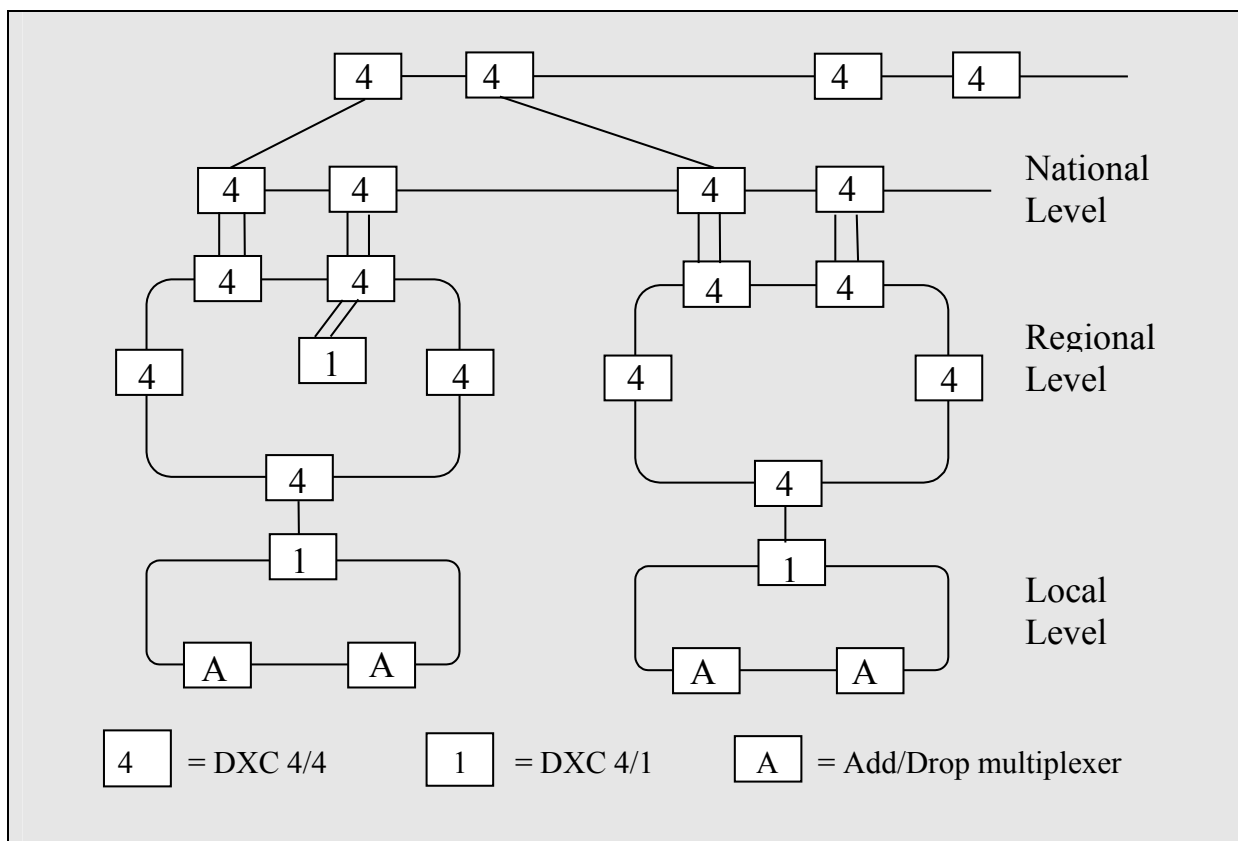 4 4 4 4
4 4 4 4
National
Level
4 4 4 4
1
4 4 4 4
Regional
Level
4 4
1 1
Local
Level
A A A A
4 = DXC 4/4 1 = DXC 4/1 A = Add/Drop multiplexer